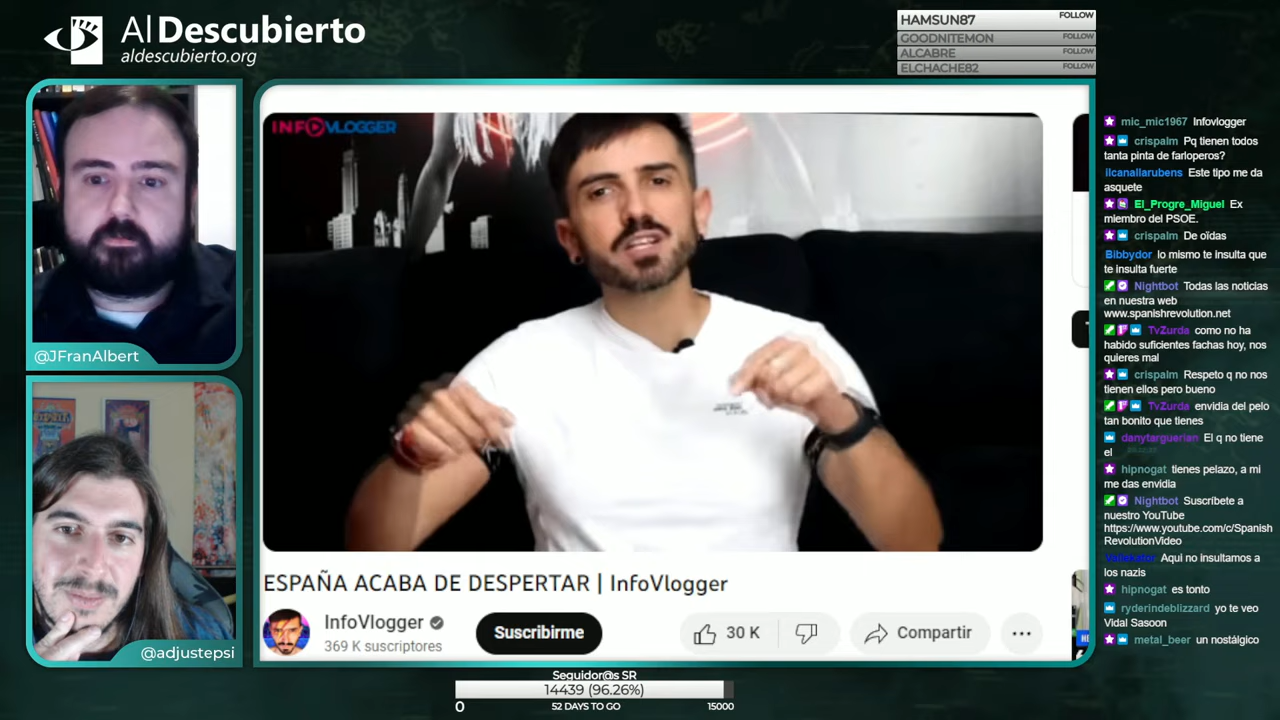 Al Descubierto
aldescubierto.org
HAMSUN87 FOLLOW
GOODNITEMON FOLLOW
ALCABRE FOLLOW
ELCHACHE82 FOLLOW
@JFranAlbert
@adjustepsi
INFOVLOGGER
ESPAÑA ACABA DE DESPERTAR | InfoVlogger
InfoVlogger
369 K suscriptores
Suscribirme
30 K
Compartir
mic_mic1967 Infovlogger
crispalm Pq tienen todos
tanta pinta de farloperos?
ilcanallarubens Este tipo me da
asquete
El_Progre_Miguel Ex
miembro del PSOE.
crispalm De oïdas
Bibbydor lo mismo te insulta que
te insulta fuerte
Nightbot Todas las noticias
en nuestra web
www.spanishrevolution.net
TvZurda como no ha
habido suficientes fachas hoy, nos
quieres mal
crispalm Respeto q no nos
tienen ellos pero bueno
TvZurda envidia del pelo
tan bonito que tienes
danytarguerian El q no tiene
el
hipnogat tienes pelazo, a mi
me das envidia
Nightbot Suscríbete a
nuestro YouTube
https://www.youtube.com/c/Spanish
RevolutionVideo
Aquí no insultamos a
los nazis
hipnogat es tonto
ryderindeblizzard yo te veo
Vidal Sasoon
metal_beer un nostálgico
Seguidor@s SR
14439 (96.26%)
0 52 DAYS TO GO 15000